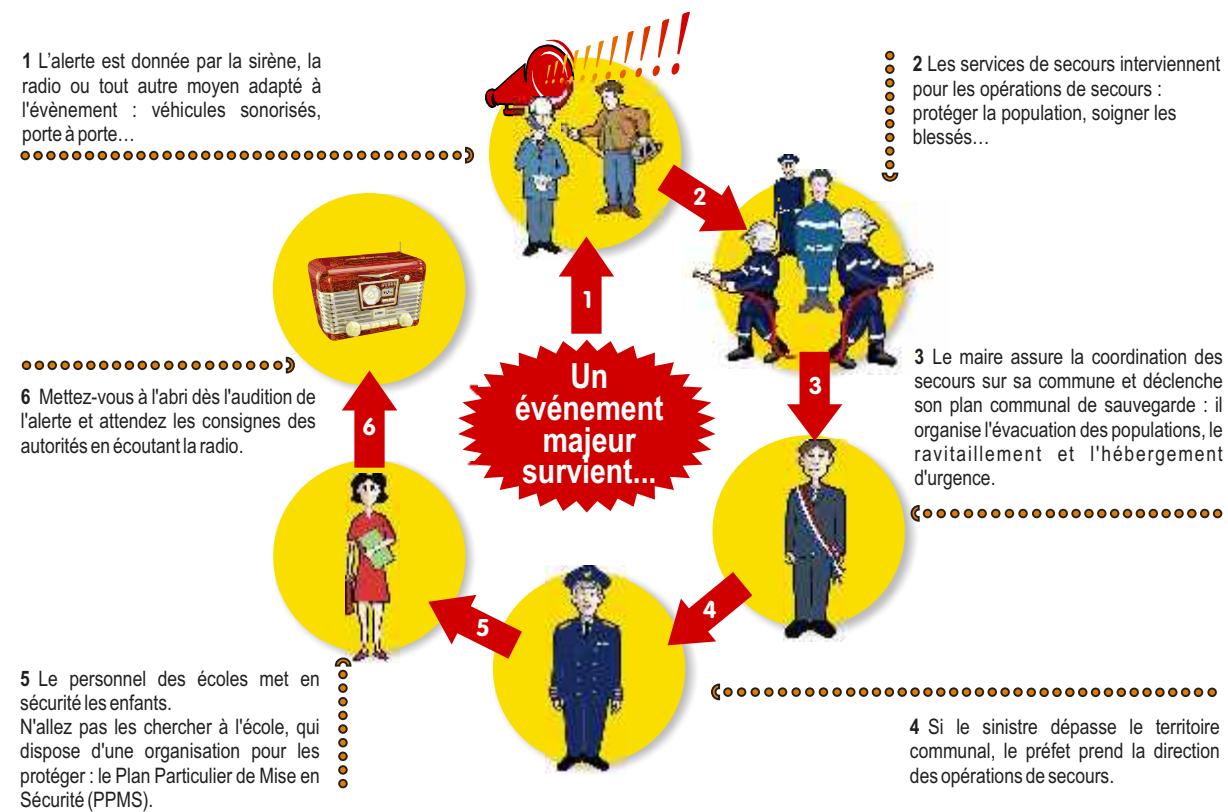 1 L'alerte est donnée par la sirène, la
radio ou tout autre moyen adapté à
l'évènement : véhicules sonorisés,
porte à porte…
2 Les services de secours interviennent
pour les opérations de secours :
protéger la population, soigner les
blessés…
2
1
Un
événement
majeur
survient...
3
3 Le maire assure la coordination des
secours sur sa commune et déclenche
son plan communal de sauvegarde : il
organise l'évacuation des populations, le
ravitaillement et l'hébergement
d'urgence.
6 Mettez-vous à l'abri dès l'audition de
l'alerte et attendez les consignes des
autorités en écoutant la radio.
6
4
5
5 Le personnel des écoles met en
sécurité les enfants.
N'allez pas les chercher à l'école, qui
dispose d'une organisation pour les
protéger : le Plan Particulier de Mise en
Sécurité (PPMS).
4 Si le sinistre dépasse le territoire
communal, le préfet prend la direction
des opérations de secours.